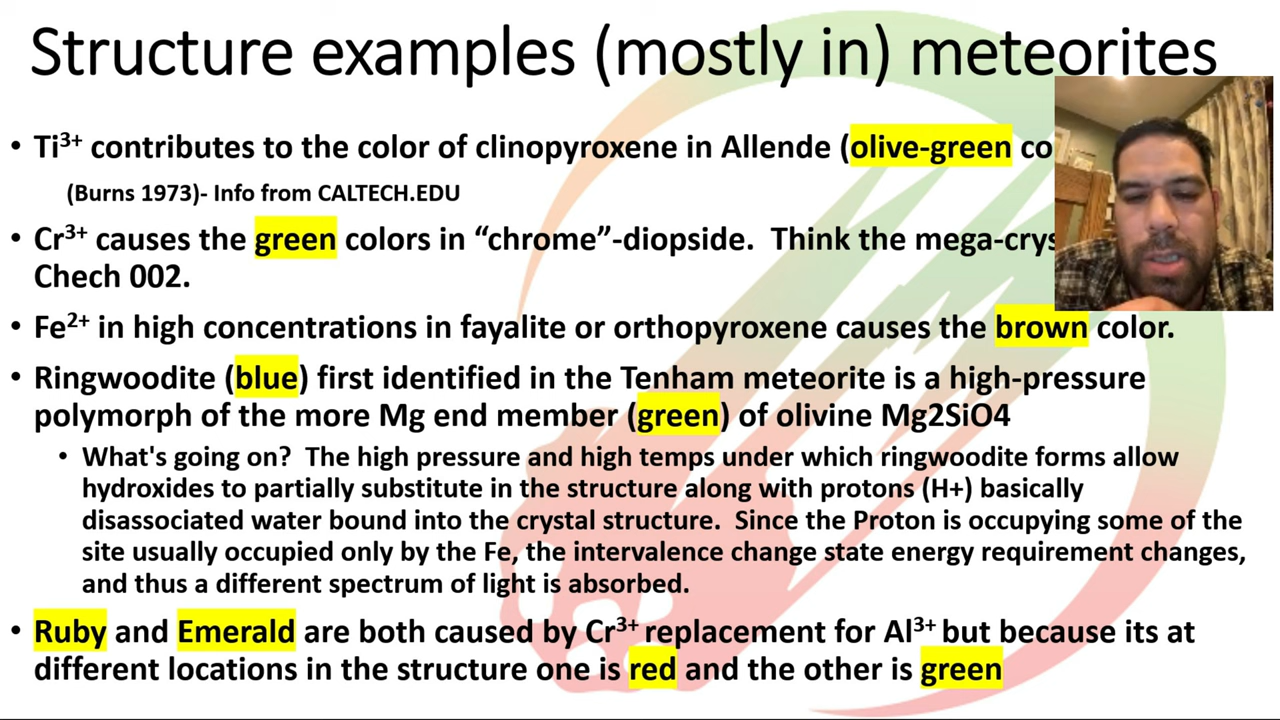 Structure examples (mostly in) meteorites
• Ti³⁺ contributes to the color of clinopyroxene in Allende (olive-green
(Burns 1973)- Info from CALTECH.EDU
• Cr³⁺ causes the green colors in “chrome”-diopside. Think the
Chech 002.
• Fe²⁺ in high concentrations in fayalite or orthopyroxene causes the brown color.
• Ringwoodite (blue) first identified in the Tenham meteorite is a high-pressure
polymorph of the more Mg end member (green) of olivine Mg2SiO4
• What's going on? The high pressure and high temps under which ringwoodite forms allow
hydroxides to partially substitute in the structure along with protons (H+) basically
disassociated water bound into the crystal structure. Since the Proton is occupying some of the
site usually occupied only by the Fe, the intervalence change state energy requirement changes,
and thus a different spectrum of light is absorbed.
• Ruby and Emerald are both caused by Cr³⁺ replacement for Al³⁺ but because its at
different locations in the structure one is red and the other is green